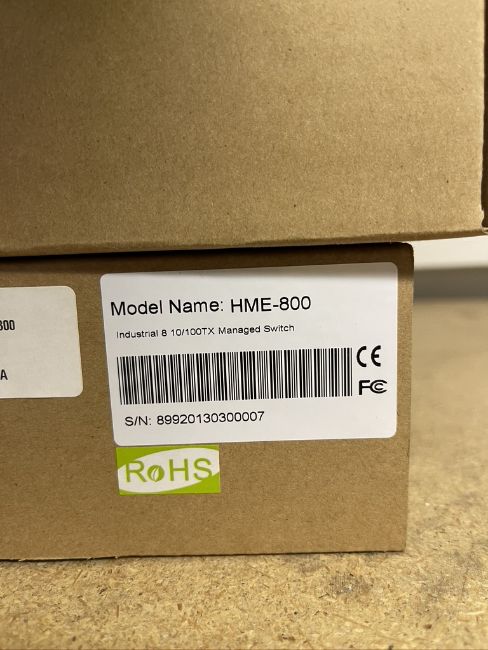 800
A
Model Name: HME-800
Industrial 8 10/100TX Managed Switch
CE
FC
S/N: 89920130300007
RoHS